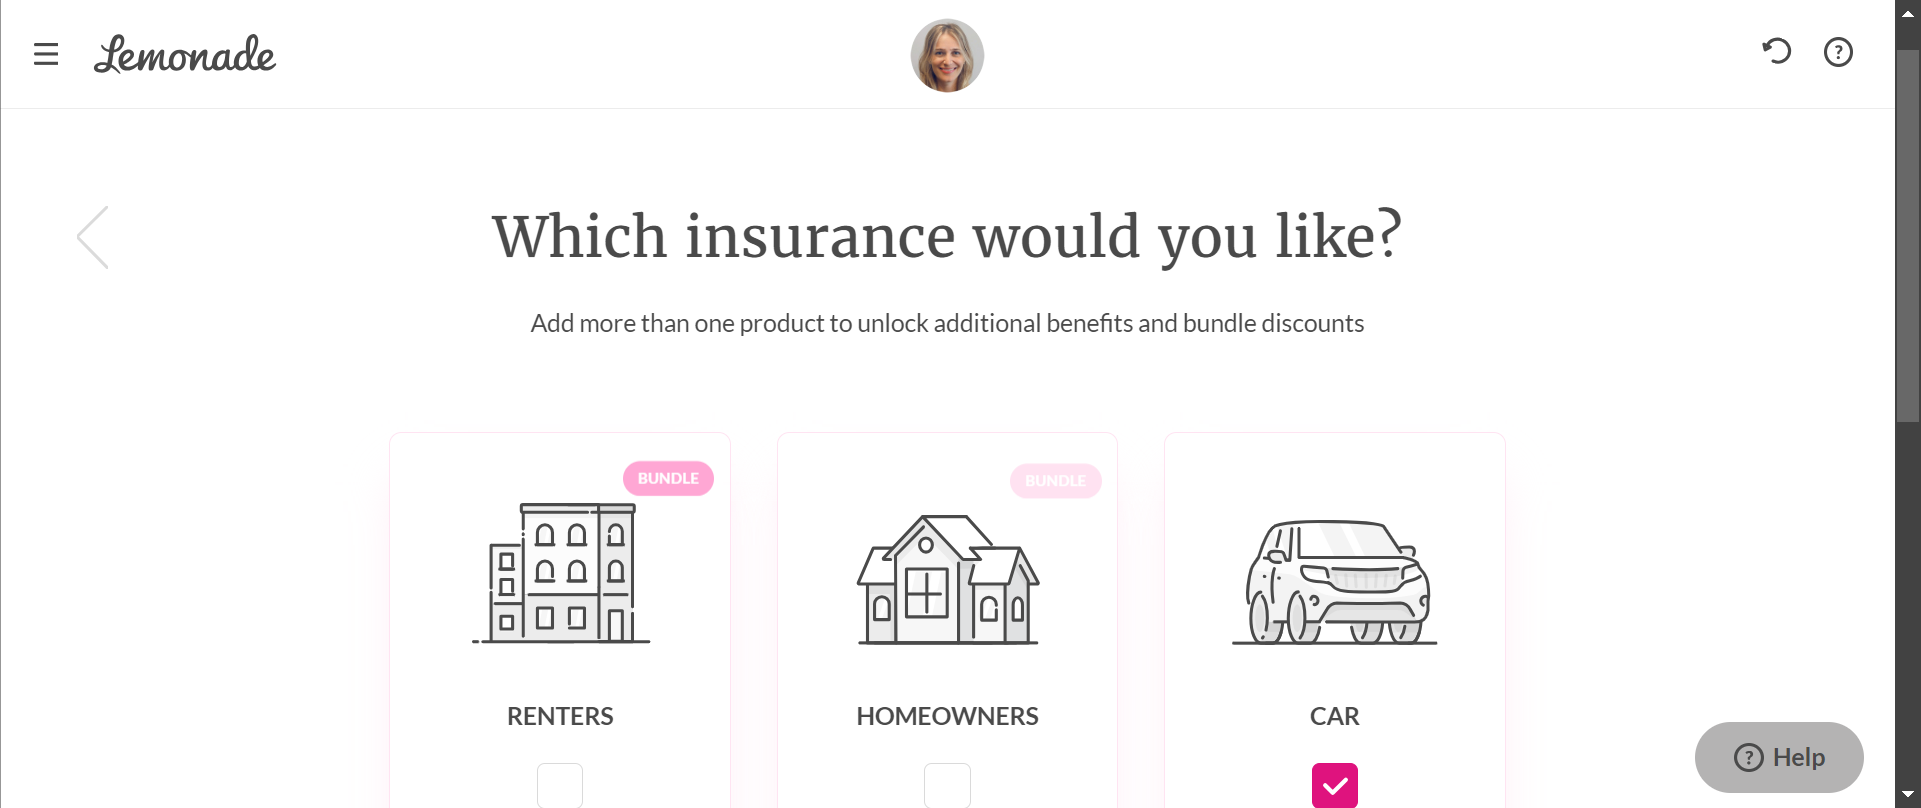 Lemonade
Which insurance would you like?
Add more than one product to unlock additional benefits and bundle discounts
BUNDLE
BUNDLE
RENTERS
HOMEOWNERS
CAR
? Help